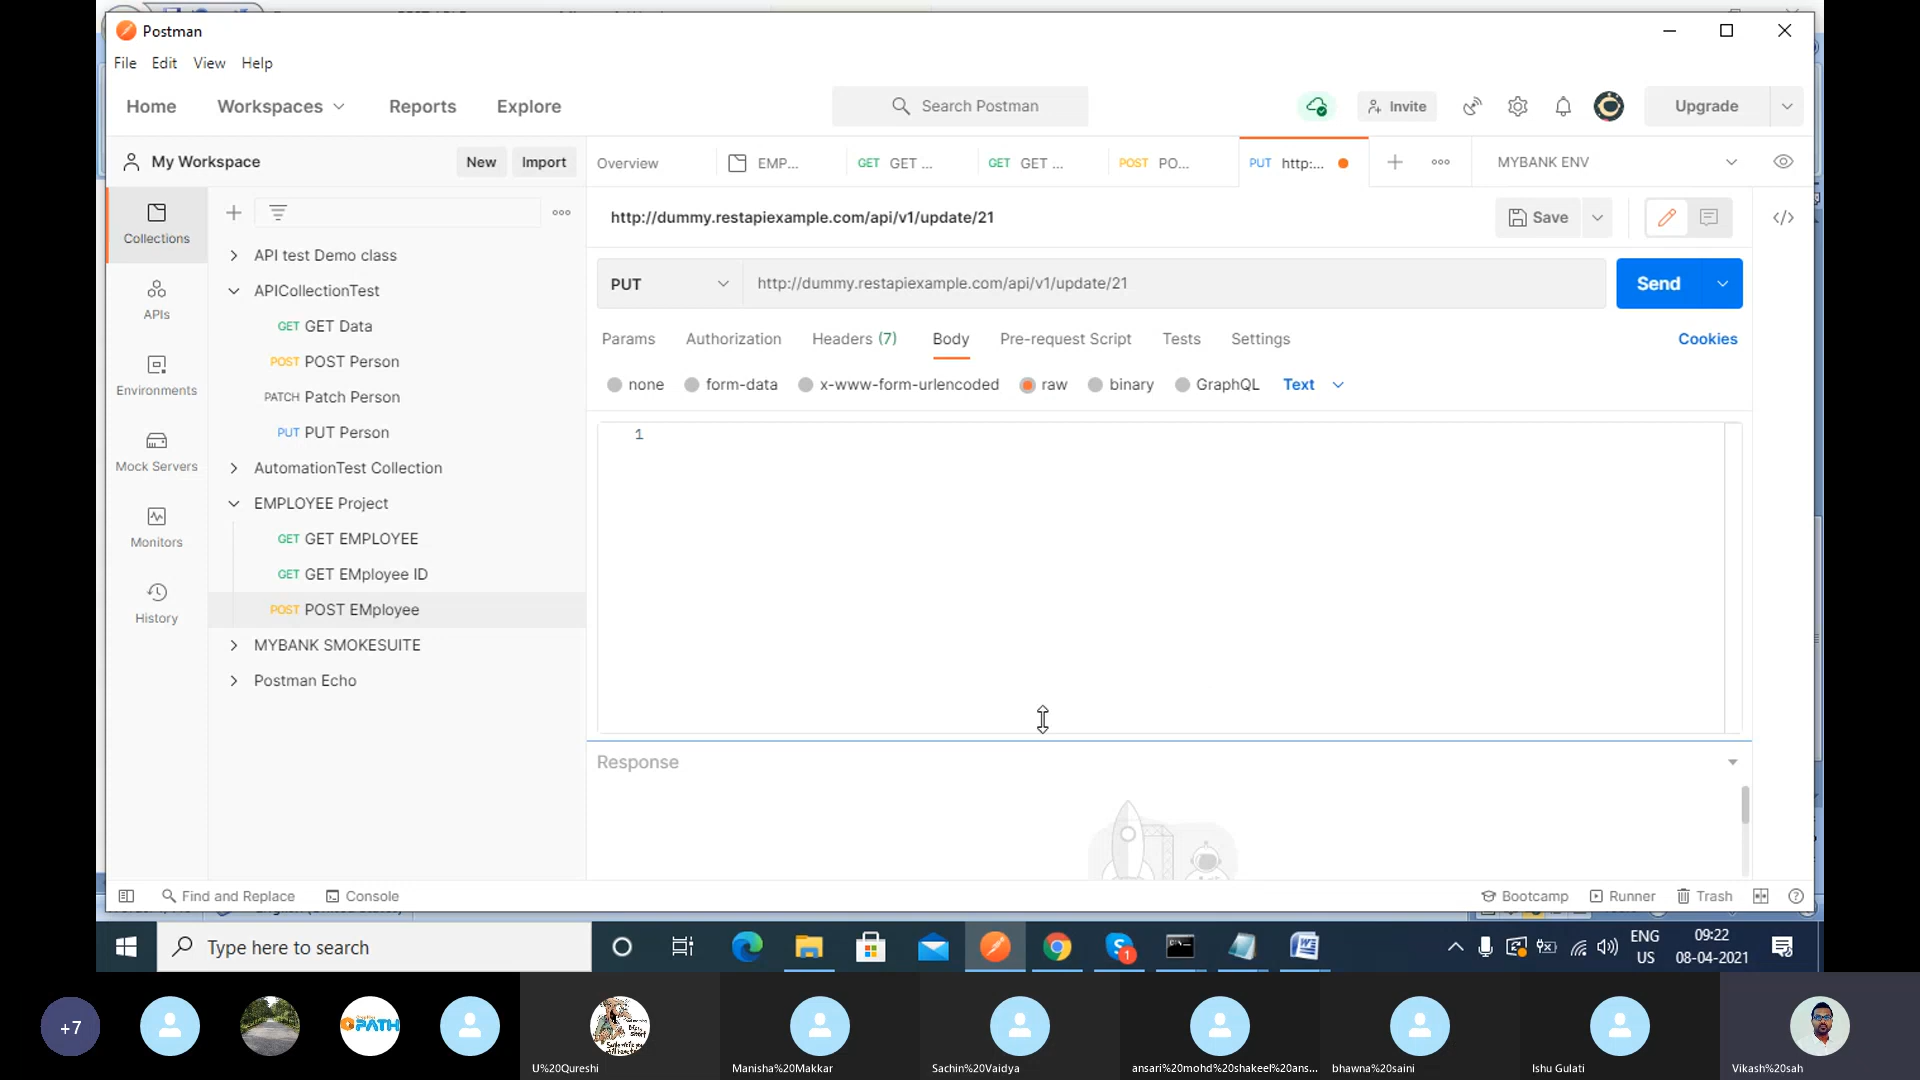 Postman
File Edit View Help
Home Workspaces Reports Explore Search Postman Invite Upgrade
My Workspace New Import Overview EMP... GET GET ... GET GET ... POST PO... PUT http:... MYBANK ENV
http://dummy.restapiexample.com/api/v1/update/21 Save
PUT http://dummy.restapiexample.com/api/v1/update/21 Send
Params Authorization Headers (7) Body Pre-request Script Tests Settings Cookies
none form-data x-www-form-urlencoded raw binary GraphQL Text
1
Response
Collections
APIs
Environments
Mock Servers
Monitors
History
API test Demo class
APICollectionTest
GET GET Data
POST POST Person
PATCH Patch Person
PUT PUT Person
AutomationTest Collection
EMPLOYEE Project
GET GET EMPLOYEE
GET GET EMployee ID
POST POST EMployee
MYBANK SMOKESUITE
Postman Echo
Find and Replace Console Bootcamp Runner Trash
Type here to search ENG US 09:22 08-04-2021
+7
PATH
U%20Qureshi Manisha%20Makkar Sachin%20Vaidya ansari%20mohd%20shakeel%20ans... bhawna%20saini Ishu Gulati Vikash%20sah